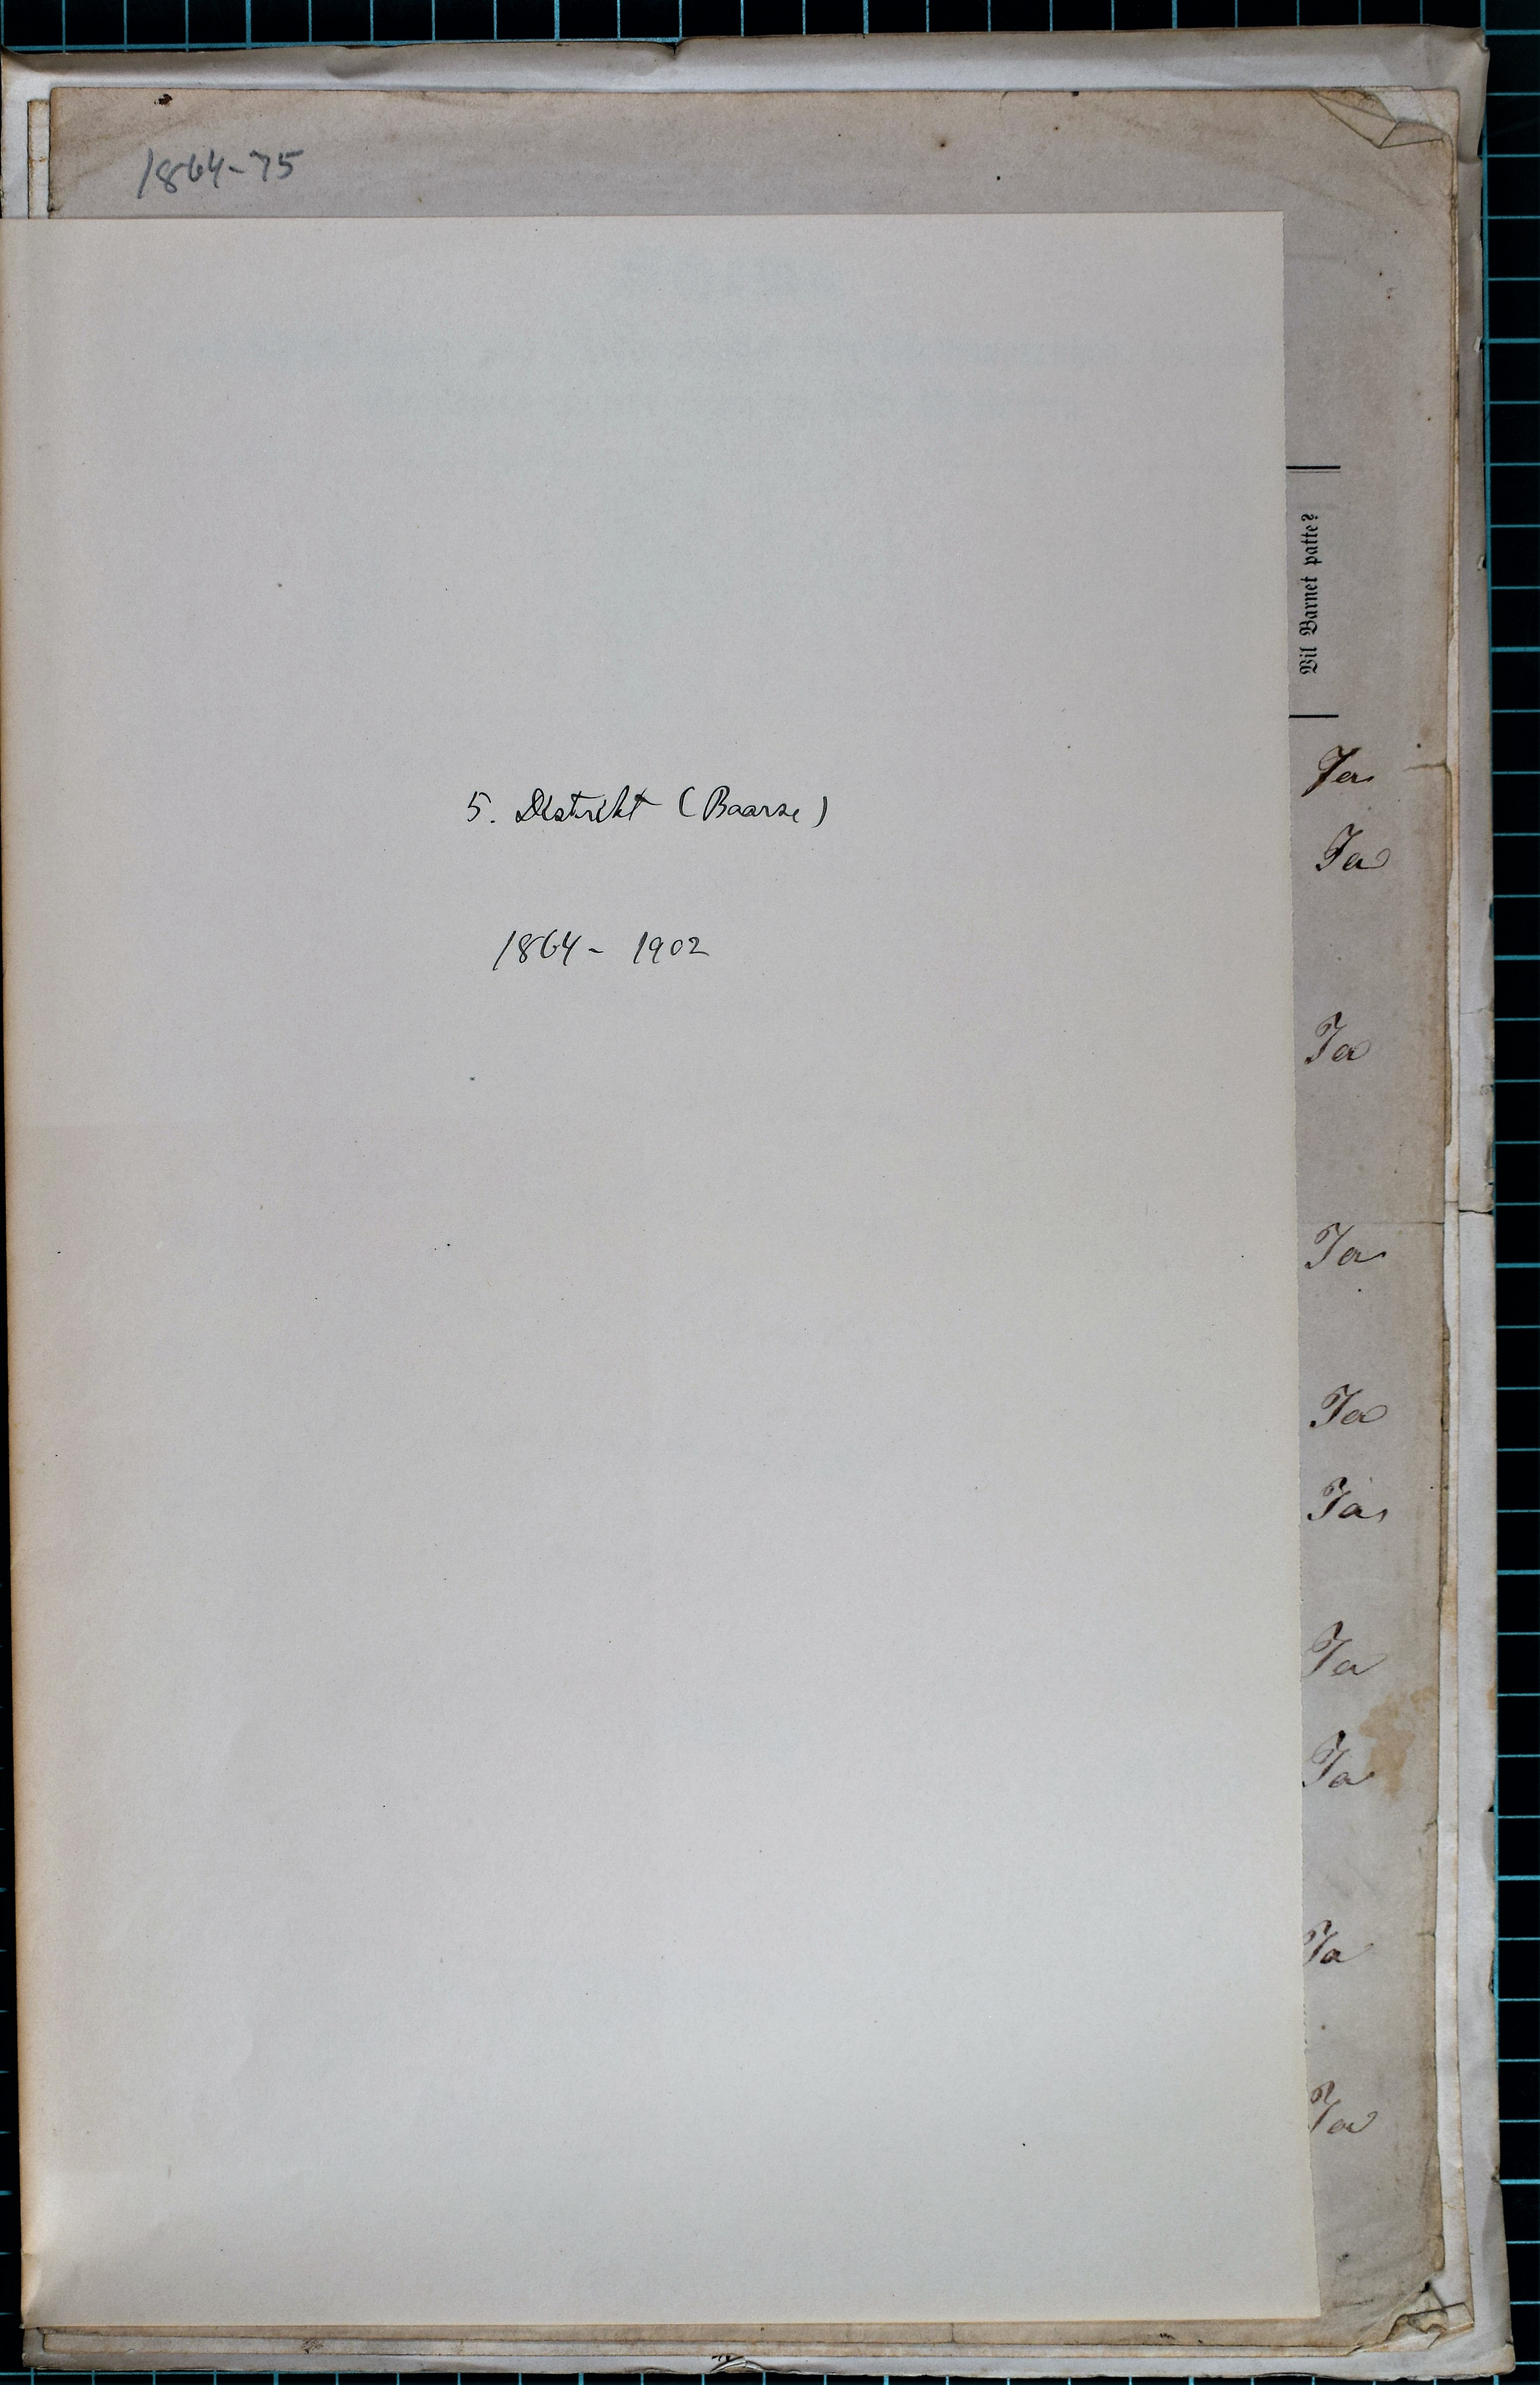 1864-75
5. Distrikt (Baarse)
1864 - 1902
Vil Barnet patte?
Ja
Ja
Ja
Ja
Ja
Ja
Ja
Ja
Ja
Ja